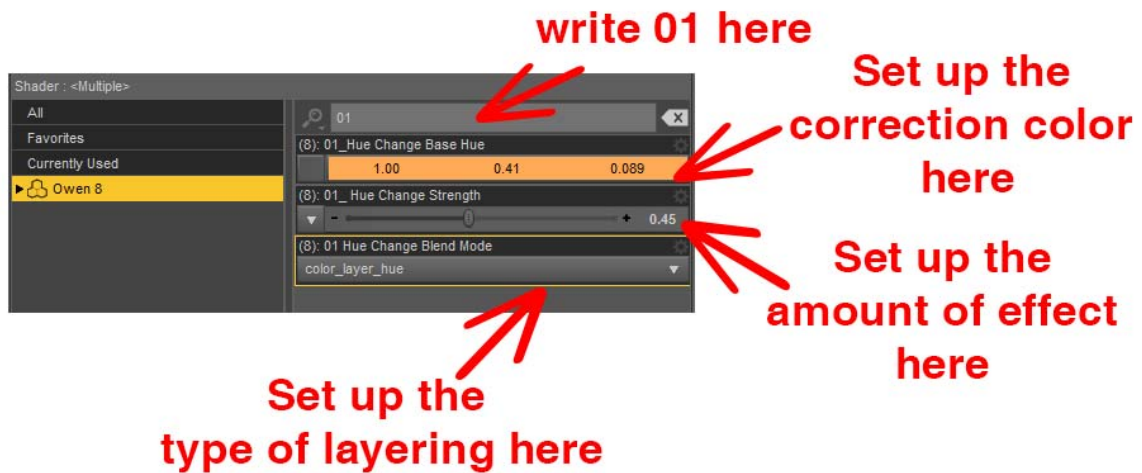 write 01 here
Set up the
correction color
here
Shader : <Multiple>
All
Favorites
Currently Used
Owen 8
01
(8): 01_Hue Change Base Hue
1.00 0.41 0.089
(8): 01_ Hue Change Strength
- + 0.45
(8): 01 Hue Change Blend Mode
color_layer_hue
Set up the
amount of effect
here
Set up the
type of layering here